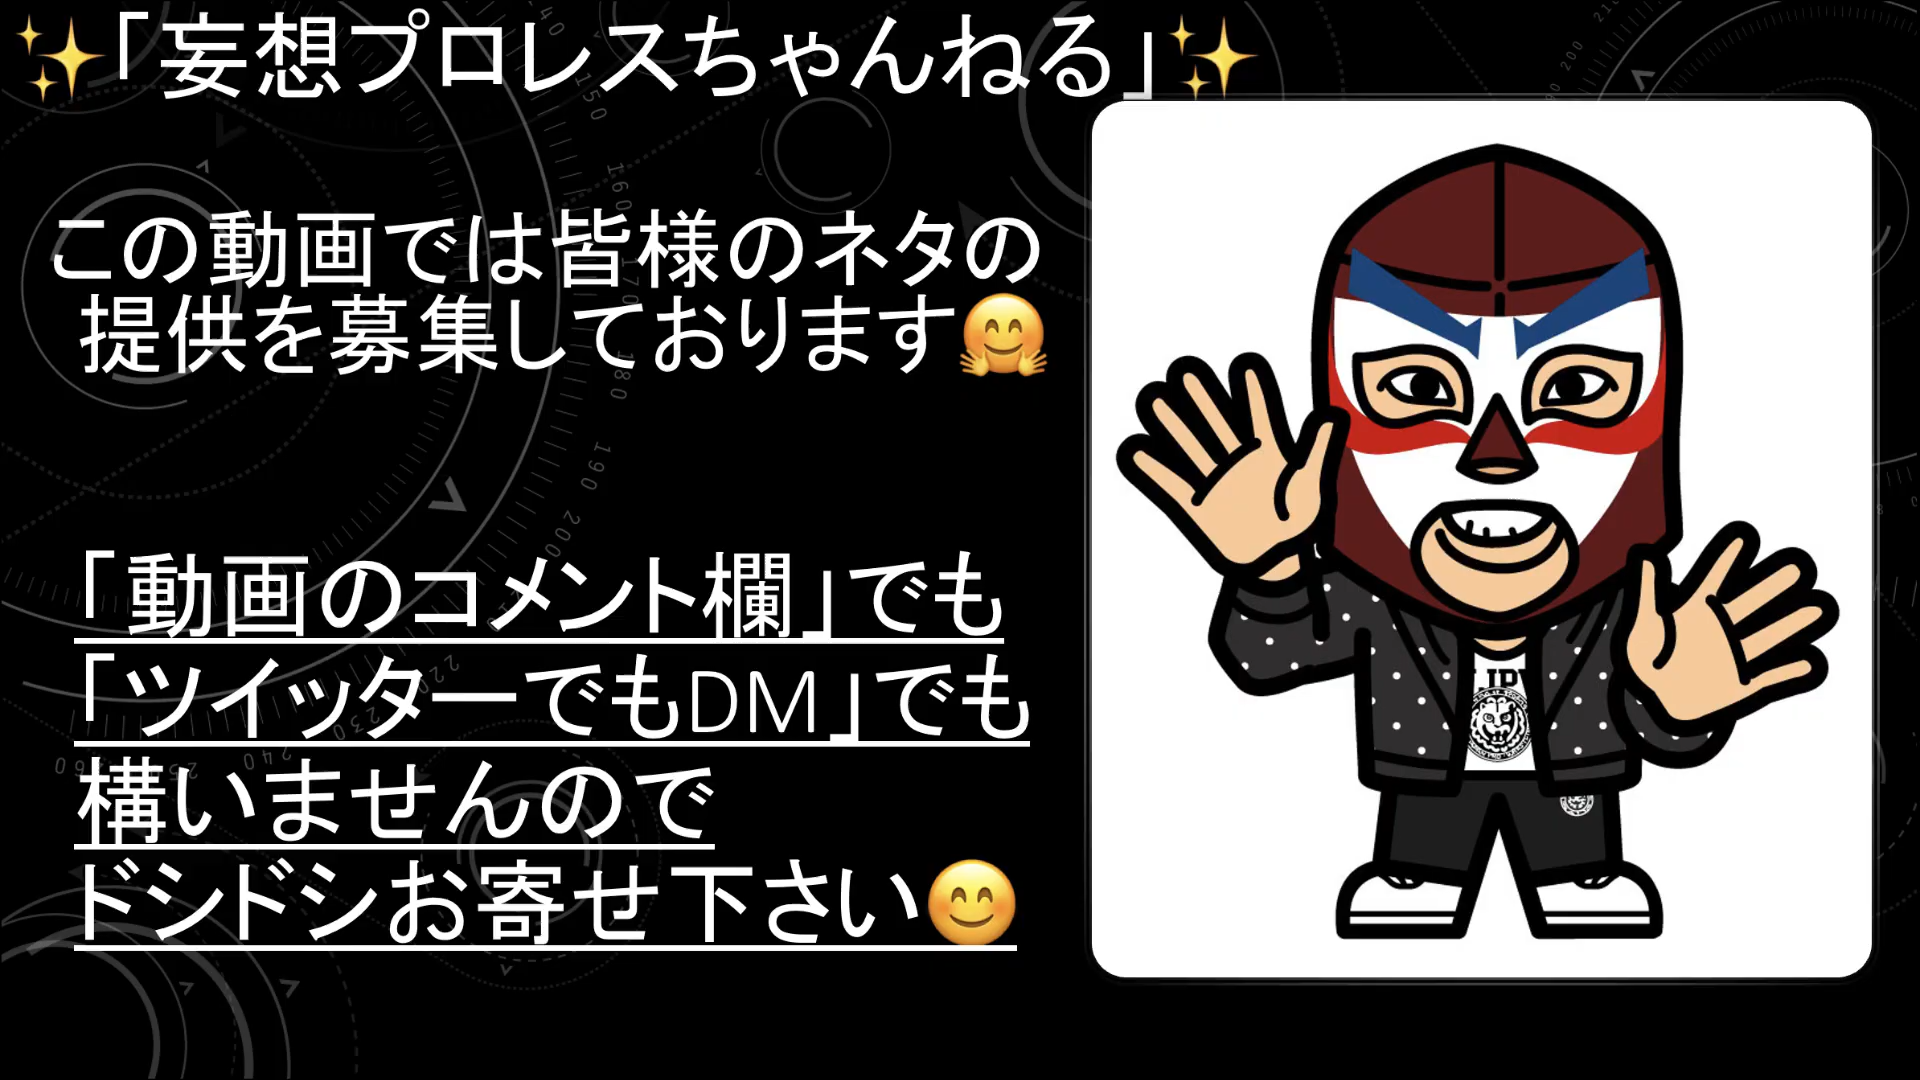 ✨「妄想プロレスちゃんねる」✨
この動画では皆様のネタの
提供を募集しております🤗
「動画のコメント欄」でも
「ツイッターでもDM」でも
構いませんので
ドシドシお寄せ下さい😊